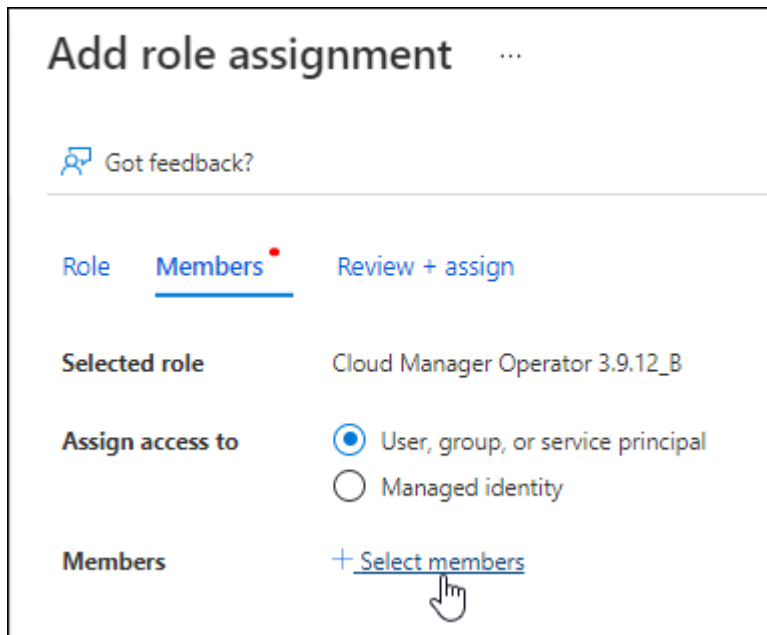 Add role assignment ...
Got feedback?
Role Members Review + assign
Selected role Cloud Manager Operator 3.9.12_B
Assign access to User, group, or service principal
Managed identity
Members + Select members